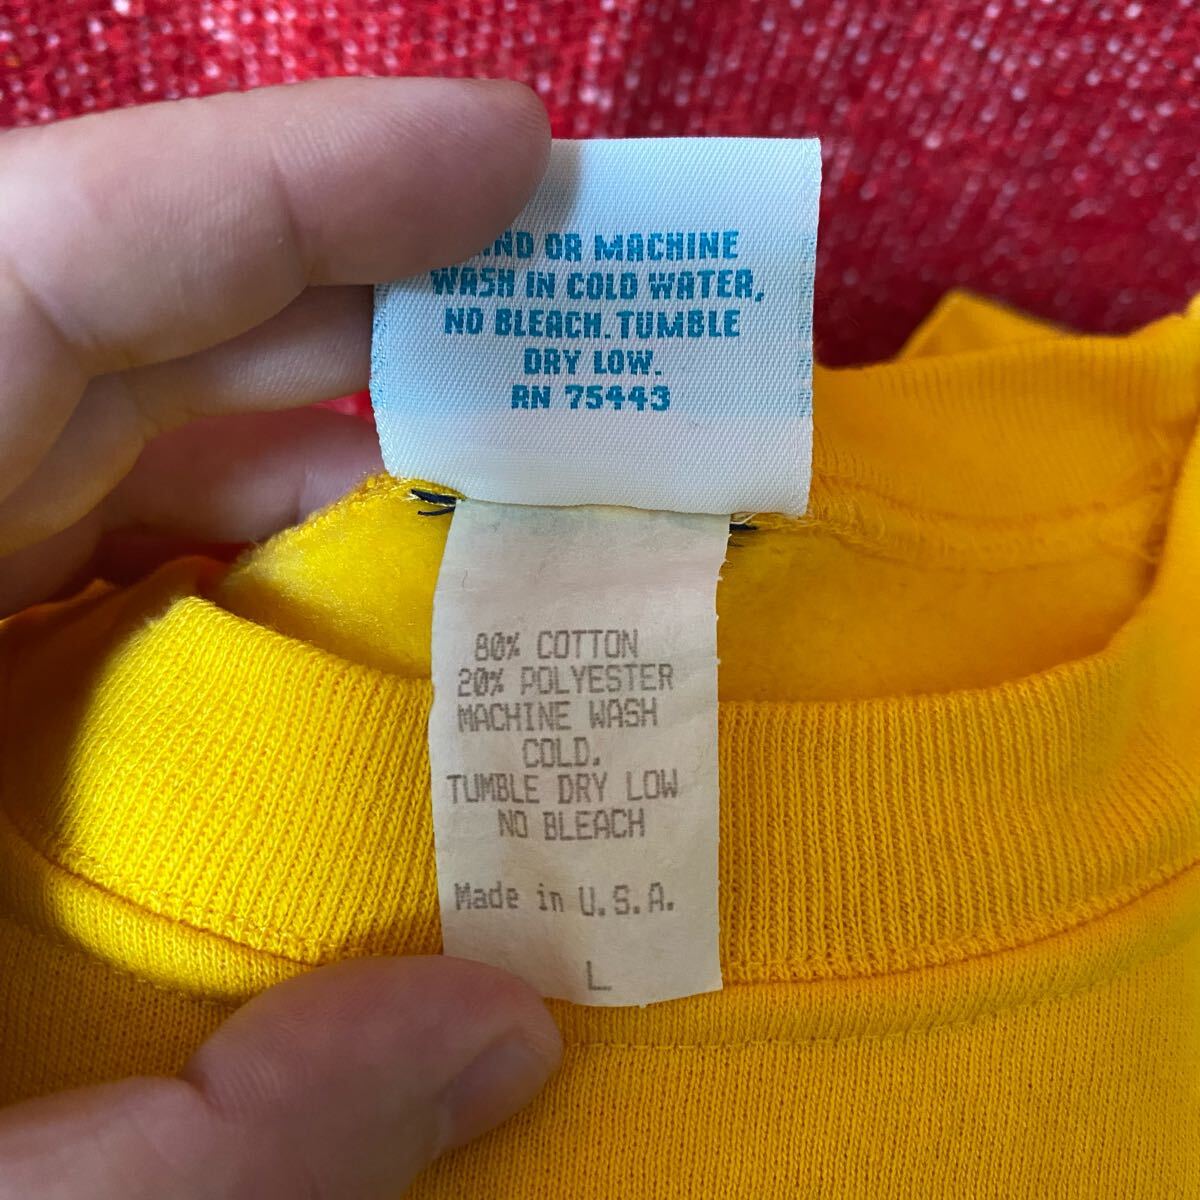 OR MACHINE
WASH IN COLD WATER,
NO BLEACH. TUMBLE
DRY LOW.
RN 75443
80% COTTON
20% POLYESTER
MACHINE WASH
COLD.
TUMBLE DRY LOW
NO BLEACH
Made in U.S.A.
L